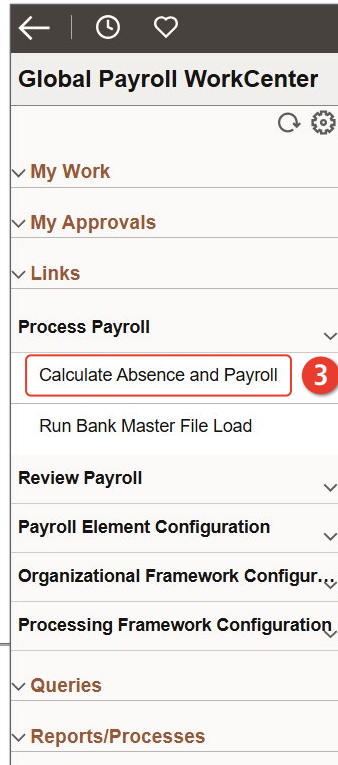 Global Payroll WorkCenter
My Work
My Approvals
Links
Process Payroll
Calculate Absence and Payroll
3
Run Bank Master File Load
Review Payroll
Payroll Element Configuration
Organizational Framework Configur...
Processing Framework Configuration
Queries
Reports/Processes